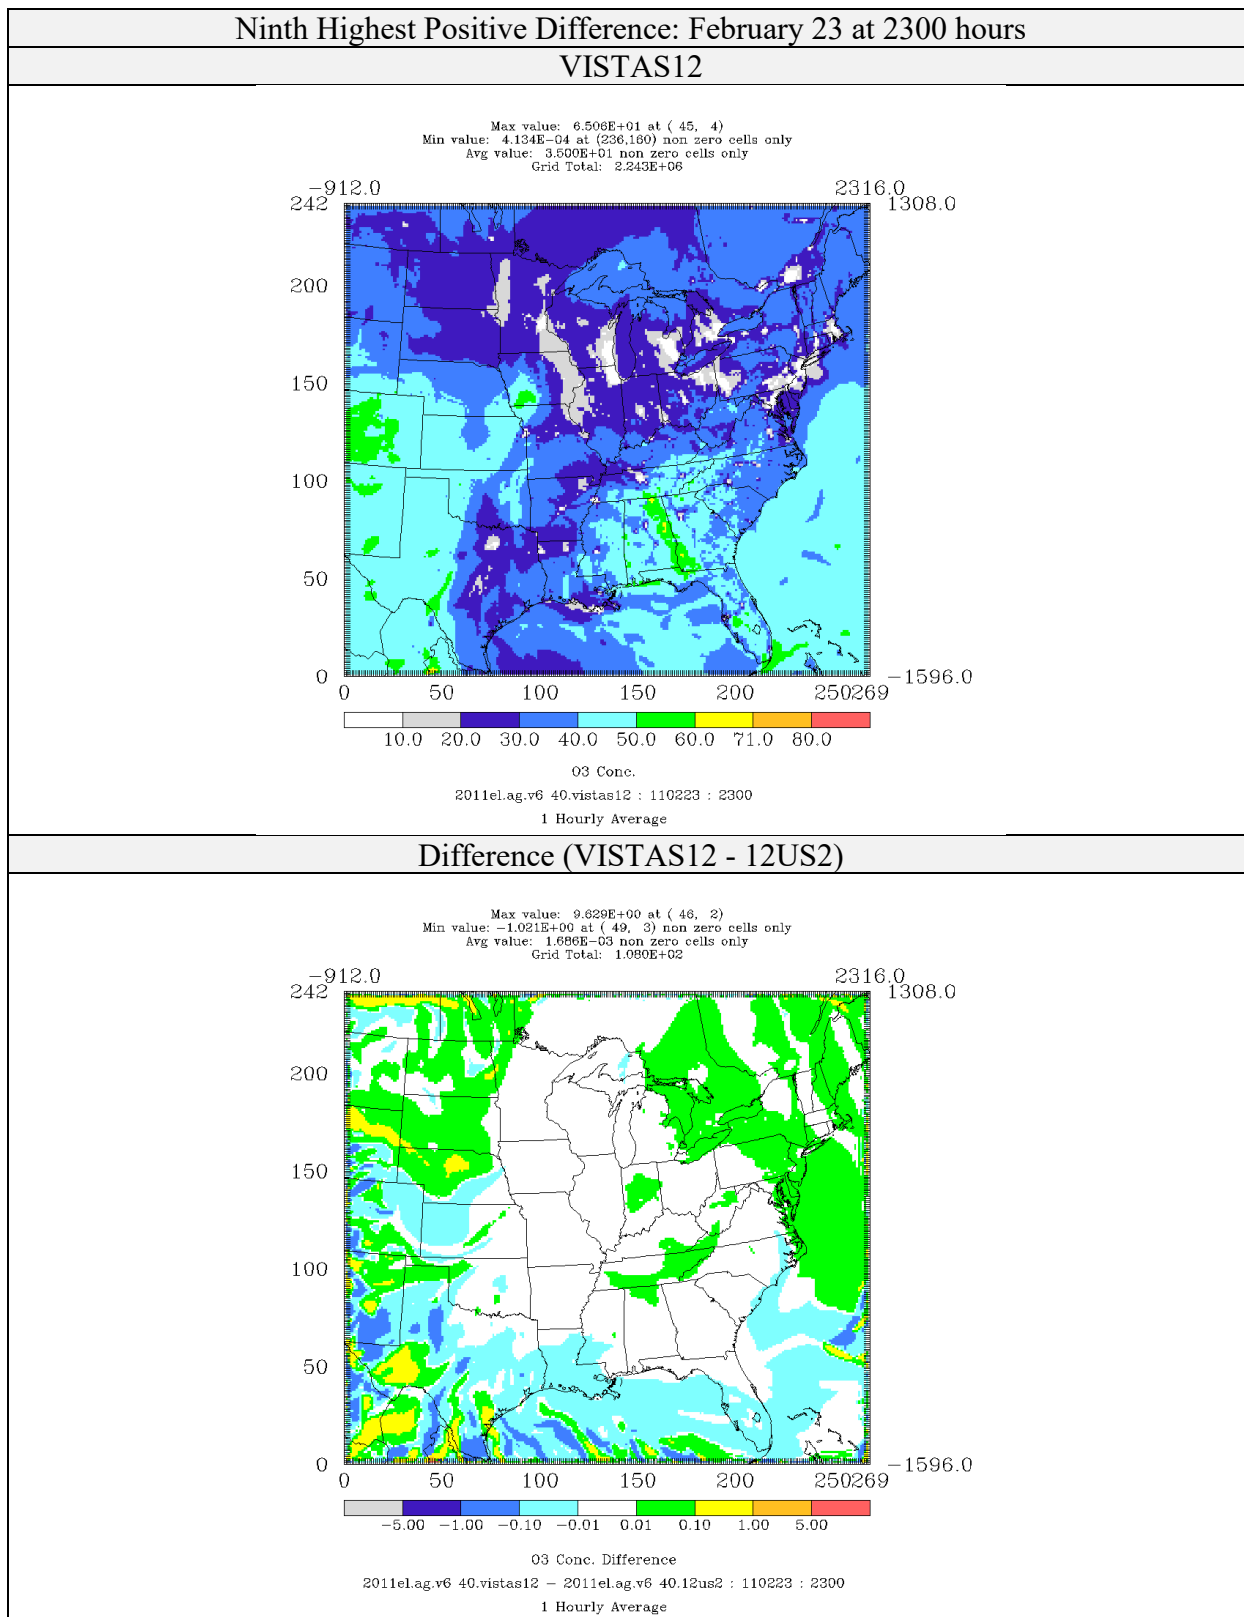 Ninth Highest Positive Difference: February 23 at 2300 hours
VISTAS12
Max value: 6.506E+01 at ( 45, 4)
Min value: 4.134E-04 at (236,160) non zero cells only
Avg value: 3.500E+01 non zero cells only
Grid Total: 2.243E+06
-912.0 2316.0
242 1308.0
200
150
100
50
0 -1596.0
0 50 100 150 200 250269
10.0 20.0 30.0 40.0 50.0 60.0 71.0 80.0
O3 Conc.
2011el.ag.v6 40.vistas12 : 110223 : 2300
1 Hourly Average
Difference (VISTAS12 - 12US2)
Max value: 9.629E+00 at ( 46, 2)
Min value: -1.021E+00 at ( 49, 3) non zero cells only
Avg value: 1.686E-03 non zero cells only
Grid Total: 1.080E+02
-912.0 2316.0
242 1308.0
200
150
100
50
0 -1596.0
0 50 100 150 200 250269
-5.00 -1.00 -0.10 -0.01 0.01 0.10 1.00 5.00
O3 Conc. Difference
2011el.ag.v6 40.vistas12 - 2011el.ag.v6 40.12us2 : 110223 : 2300
1 Hourly Average